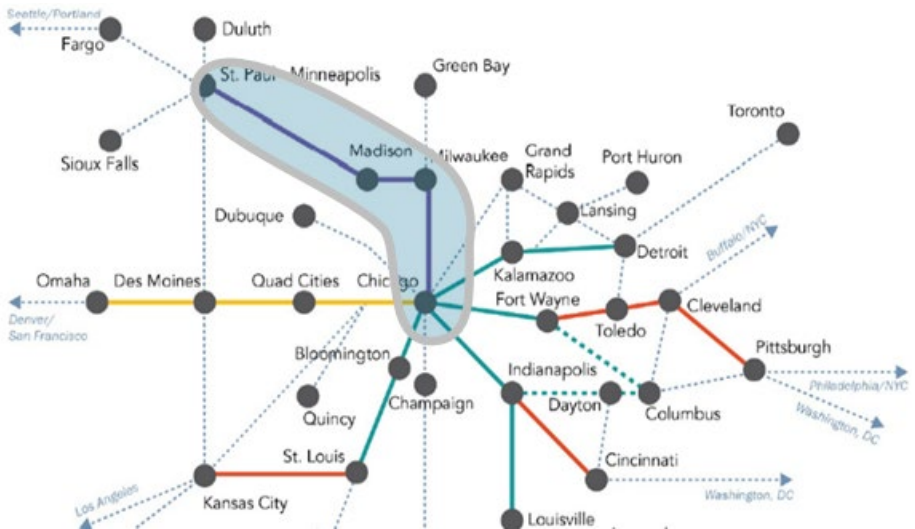 Seattle/Portland
Fargo
Duluth
St. Paul Minneapolis
Green Bay
Toronto
Sioux Falls
Madison
Milwaukee
Grand
Rapids
Port Huron
Dubuque
Lansing
Detroit
Buffalo/NYC
Omaha
Des Moines
Quad Cities
Chicago
Kalamazoo
Fort Wayne
Toledo
Cleveland
Denver/
San Francisco
Pittsburgh
Bloomington
Indianapolis
Philadelphia/NYC
Quincy
Champaign
Dayton
Columbus
Washington, DC
St. Louis
Cincinnati
Kansas City
Los Angeles
Washington, DC
Louisville